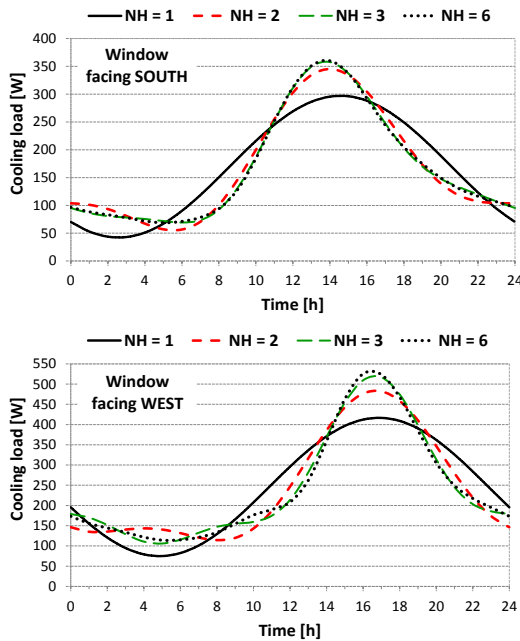 NH = 1 NH = 2 NH = 3 NH = 6
400
350
300
250
200
150
100
50
0
Cooling load [W]
Window
facing SOUTH
0 2 4 6 8 10 12 14 16 18 20 22 24
Time [h]
NH = 1 NH = 2 NH = 3 NH = 6
550
500
450
400
350
300
250
200
150
100
50
0
Cooling load [W]
Window
facing WEST
0 2 4 6 8 10 12 14 16 18 20 22 24
Time [h]